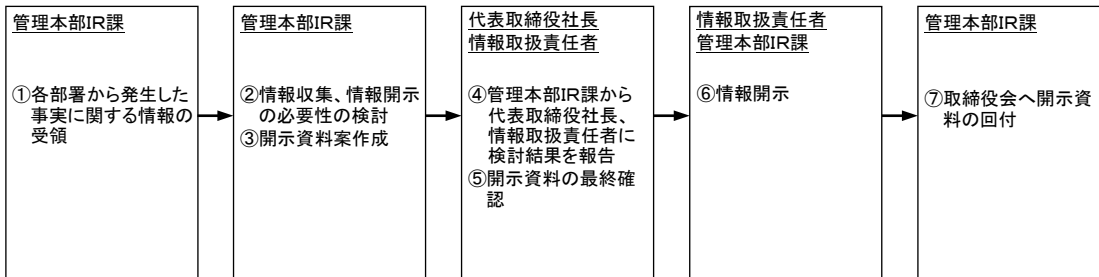 管理本部IR課
①各部署から発生した
事実に関する情報の
受領
管理本部IR課
②情報収集、情報開示
の必要性の検討
③開示資料案作成
代表取締役社長
情報取扱責任者
④管理本部IR課から
代表取締役社長、
情報取扱責任者に
検討結果を報告
⑤開示資料の最終確
認
情報取扱責任者
管理本部IR課
⑥情報開示
管理本部IR課
⑦取締役会へ開示資
料の回付